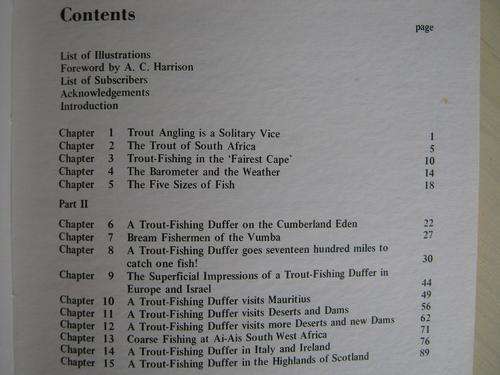 Contents
page
List of Illustrations
Foreword by A. C. Harrison
List of Subscribers
Acknowledgements
Introduction
Chapter 1 Trout Angling is a Solitary Vice 1
Chapter 2 The Trout of South Africa 5
Chapter 3 Trout-Fishing in the 'Fairest Cape' 10
Chapter 4 The Barometer and the Weather 14
Chapter 5 The Five Sizes of Fish 18
Part II
Chapter 6 A Trout-Fishing Duffer on the Cumberland Eden 22
Chapter 7 Bream Fishermen of the Vumba 27
Chapter 8 A Trout-Fishing Duffer goes seventeen hundred miles to
catch one fish! 30
Chapter 9 The Superficial Impressions of a Trout-Fishing Duffer in
Europe and Israel 44
Chapter 10 A Trout-Fishing Duffer visits Mauritius 49
Chapter 11 A Trout-Fishing Duffer visits Deserts and Dams 56
Chapter 12 A Trout-Fishing Duffer visits more Deserts and new Dams 62
Chapter 13 Coarse Fishing at Ai-Ais South West Africa 71
Chapter 14 A Trout-Fishing Duffer in Italy and Ireland 76
Chapter 15 A Trout-Fishing Duffer in the Highlands of Scotland 89